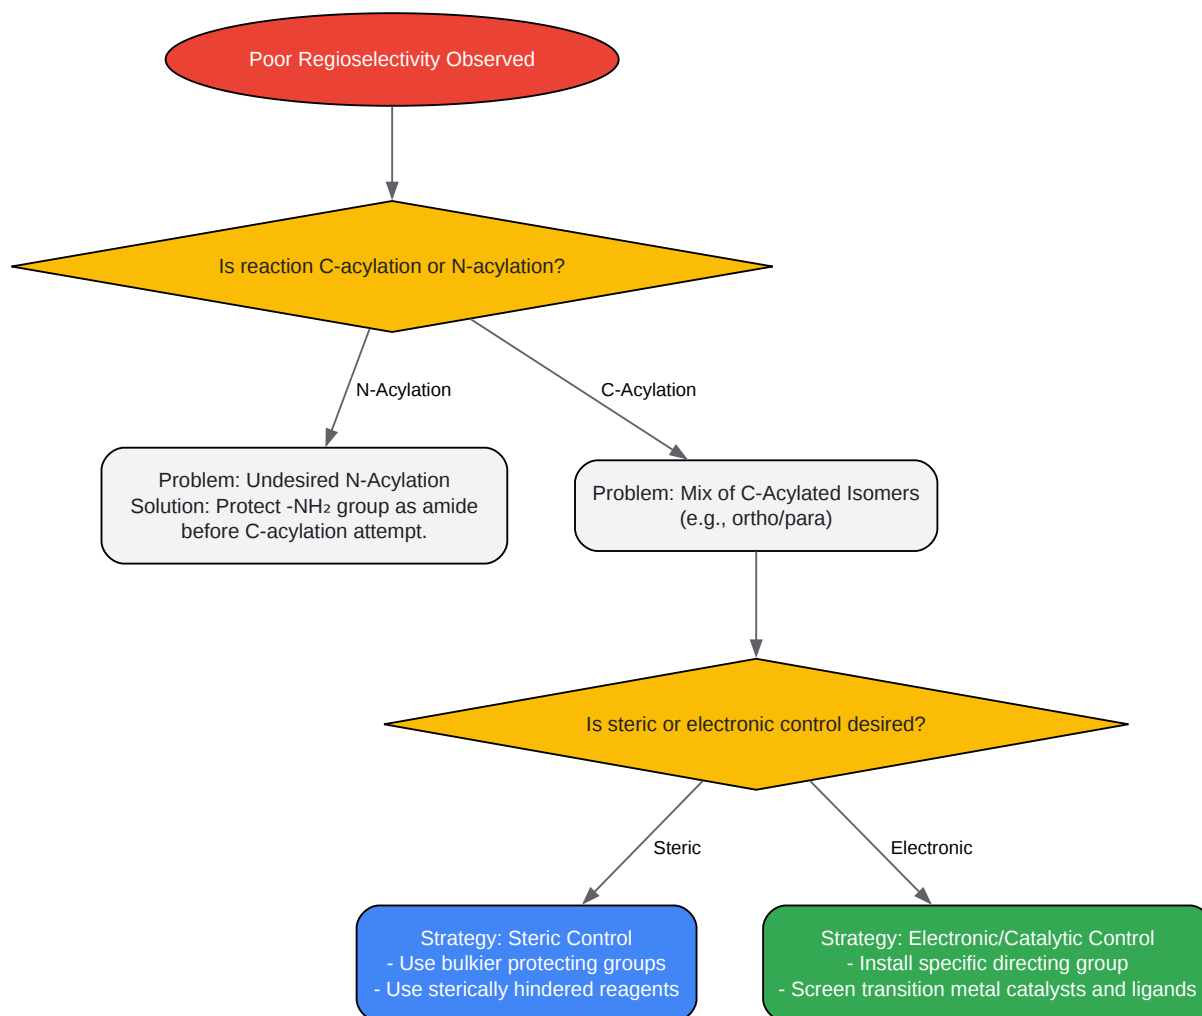 Poor Regioselectivity Observed
Is reaction C-acylation or N-acylation?
N-Acylation
C-Acylation
Problem: Undesired N-Acylation
Solution: Protect -NH₂ group as amide
before C-acylation attempt.
Problem: Mix of C-Acylated Isomers
(e.g., ortho/para)
Is steric or electronic control desired?
Steric
Electronic
Strategy: Steric Control
- Use bulkier protecting groups
- Use sterically hindered reagents
Strategy: Electronic/Catalytic Control
- Install specific directing group
- Screen transition metal catalysts and ligands